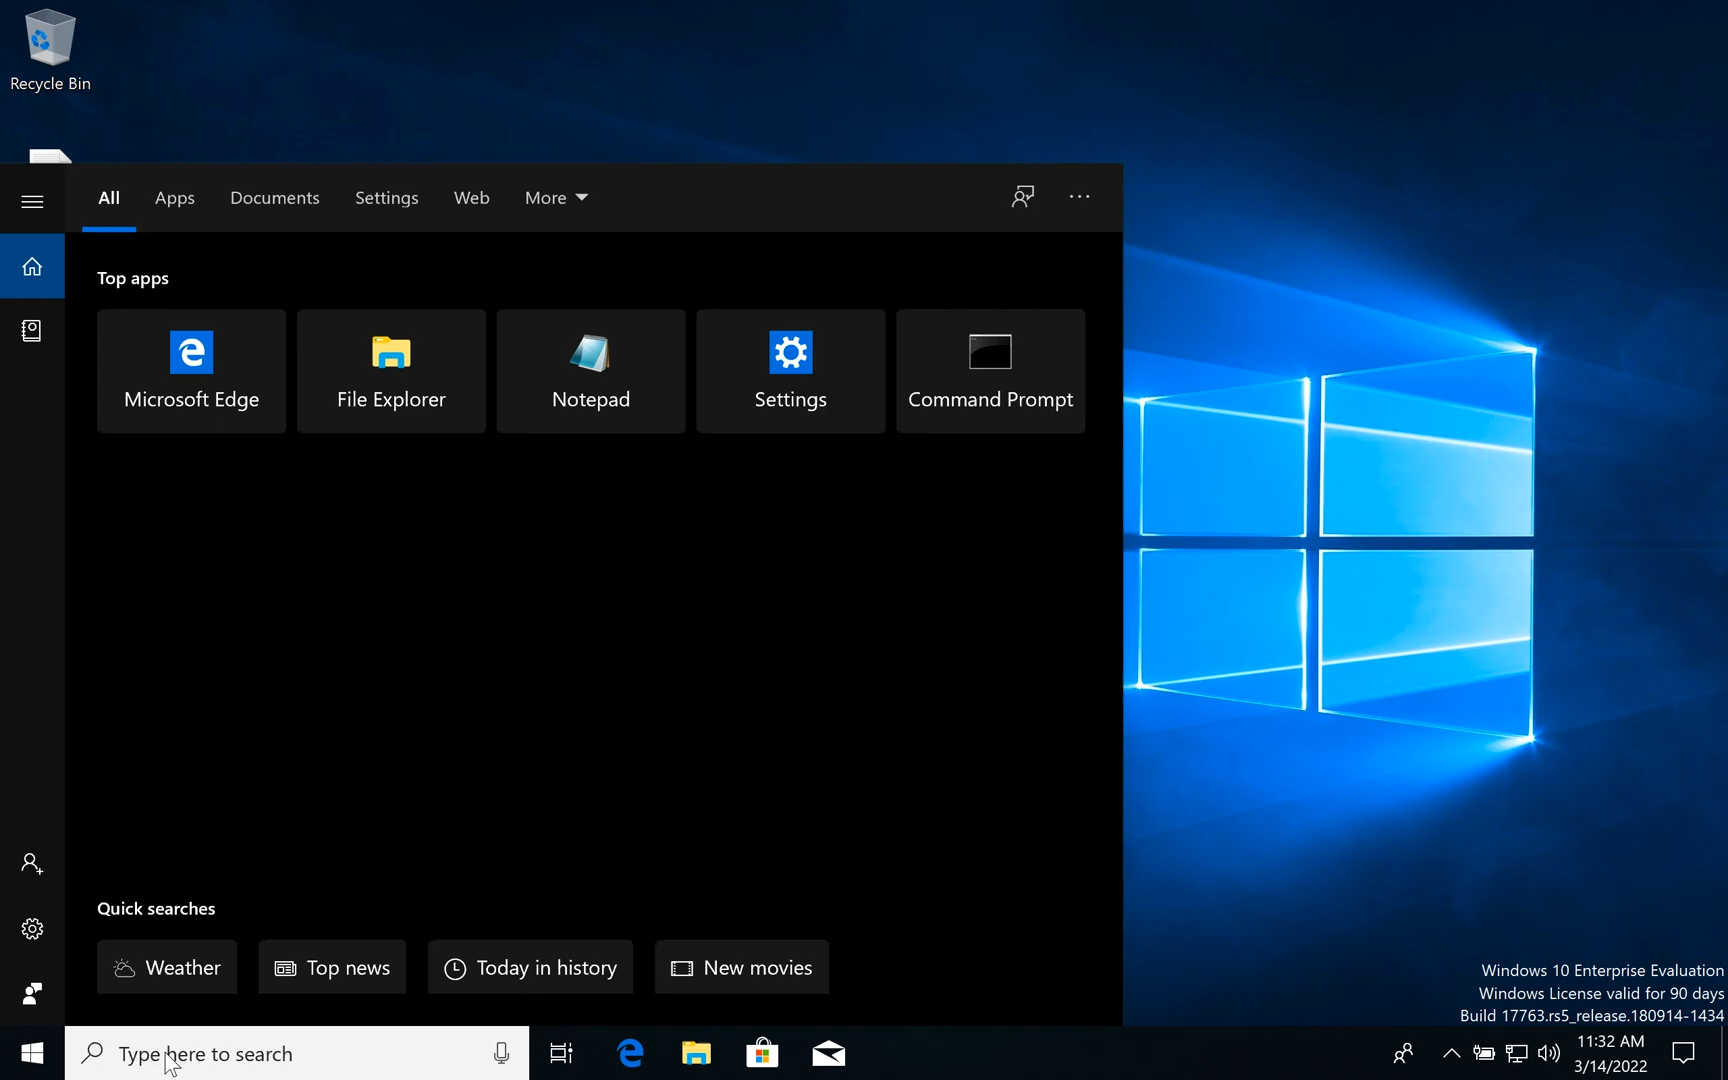 Recycle Bin
All Apps Documents Settings Web More
Top apps
Microsoft Edge File Explorer Notepad Settings Command Prompt
Quick searches
Weather Top news Today in history New movies
Windows 10 Enterprise Evaluation
Windows License valid for 90 days
Build 17763.rs5_release.180914-1434
Type here to search
11:32 AM
3/14/2022